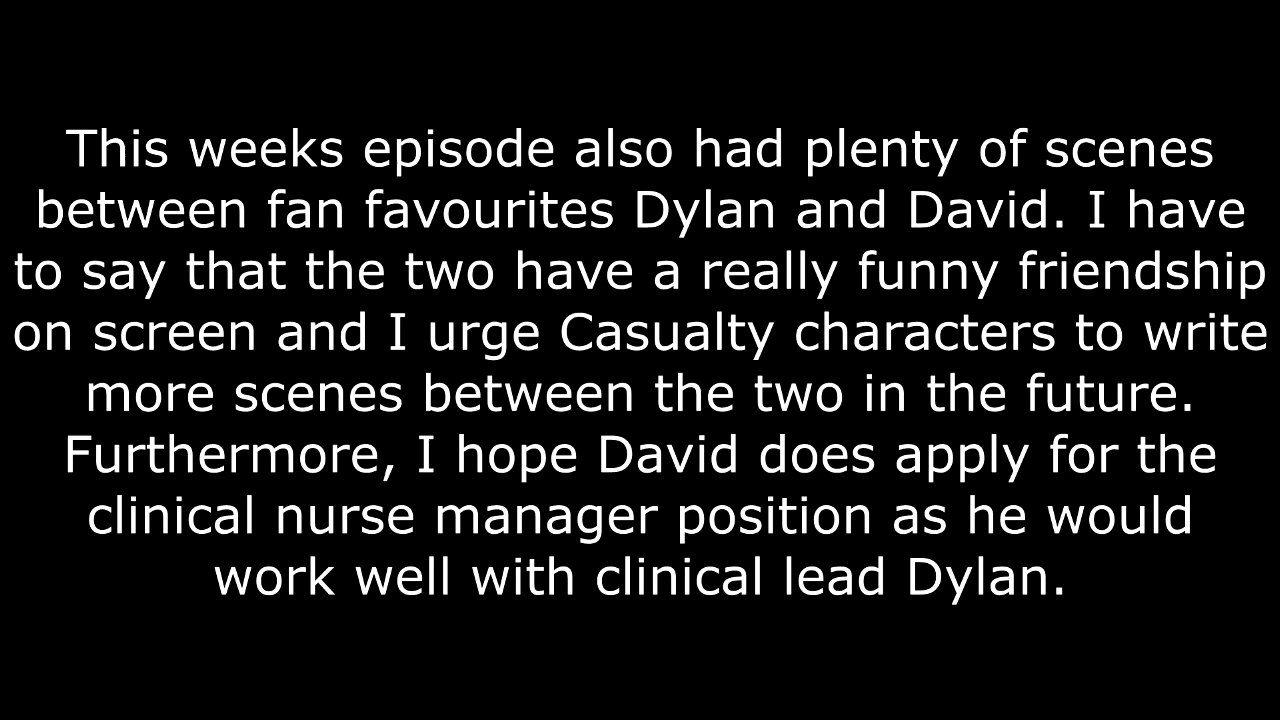 This weeks episode also had plenty of scenes
between fan favourites Dylan and David. I have
to say that the two have a really funny friendship
on screen and I urge Casualty characters to write
more scenes between the two in the future.
Furthermore, I hope David does apply for the
clinical nurse manager position as he would
work well with clinical lead Dylan.